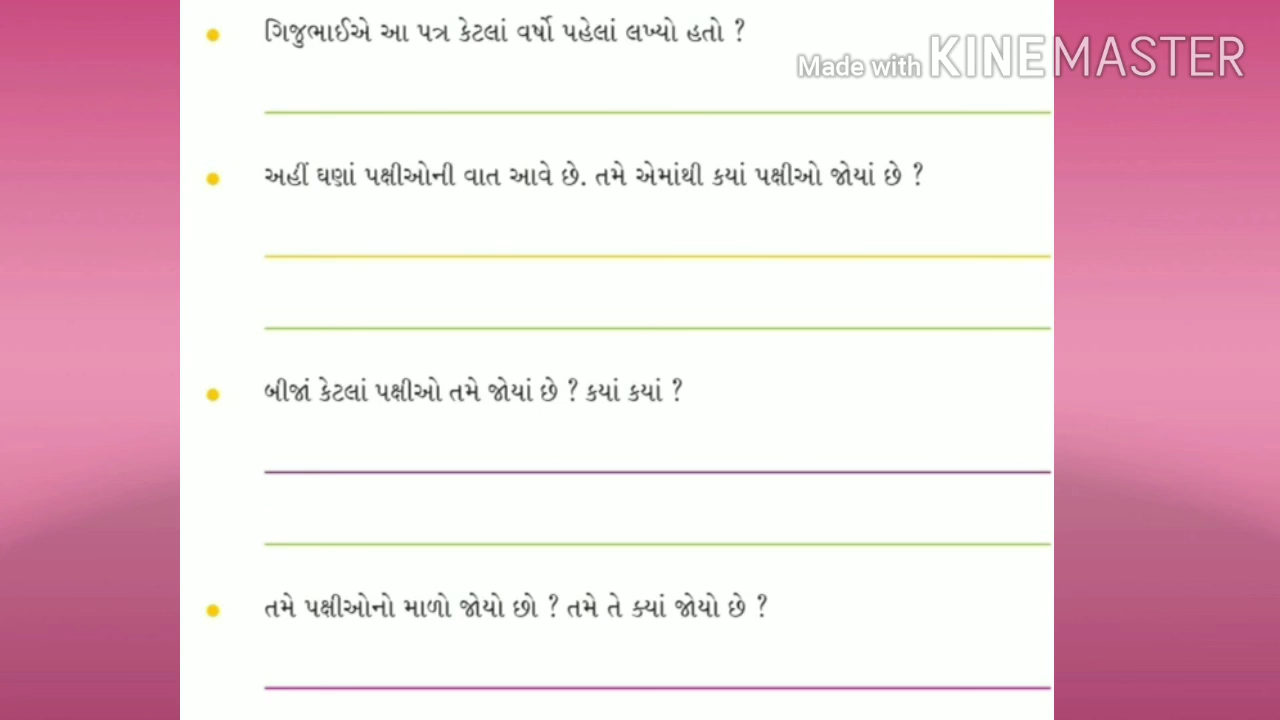 ગિજુભાઈએ આ પત્ર કેટલાં વર્ષો પહેલાં લખ્યો હતો ?
Made with KINEMASTER
અહીં ઘણાં પક્ષીઓની વાત આવે છે. તમે એમાંથી કયાં પક્ષીઓ જોયાં છે ?
બીજાં કેટલાં પક્ષીઓ તમે જોયાં છે ? કયાં કયાં ?
તમે પક્ષીઓનો માળો જોયો છો ? તમે તે ક્યાં જોયો છે ?